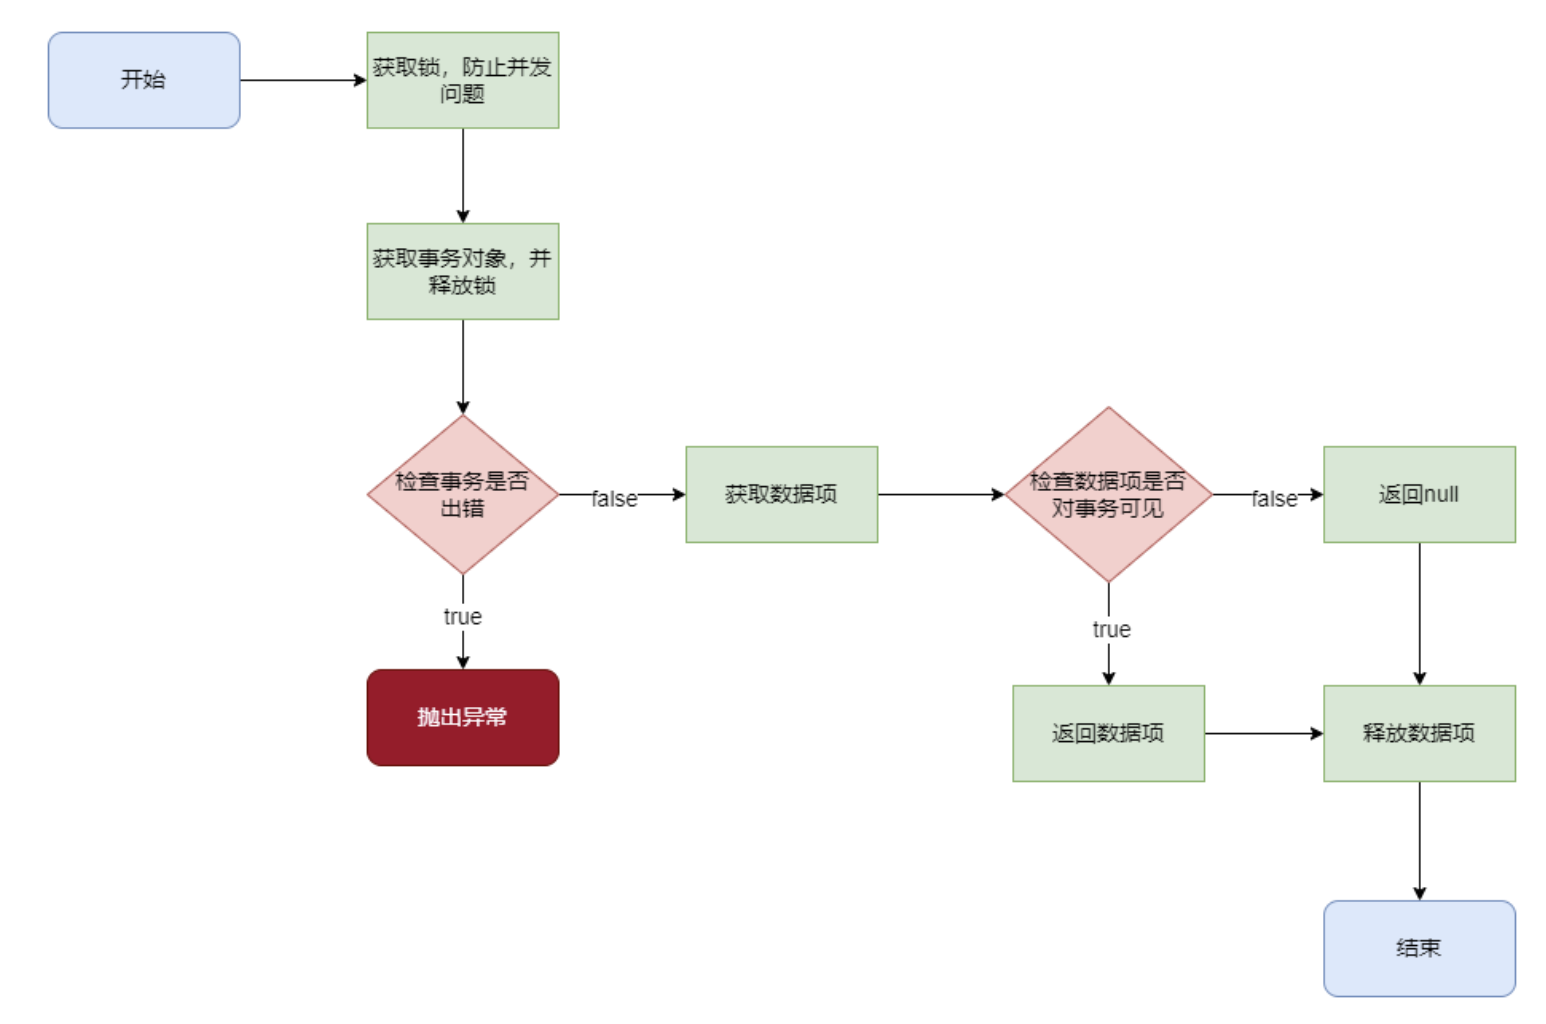 开始
获取锁，防止并发
问题
获取事务对象，并
释放锁
检查事务是否
出错
false
获取数据项
检查数据项是否
对事务可见
false
返回null
true
抛出异常
true
返回数据项
释放数据项
结束